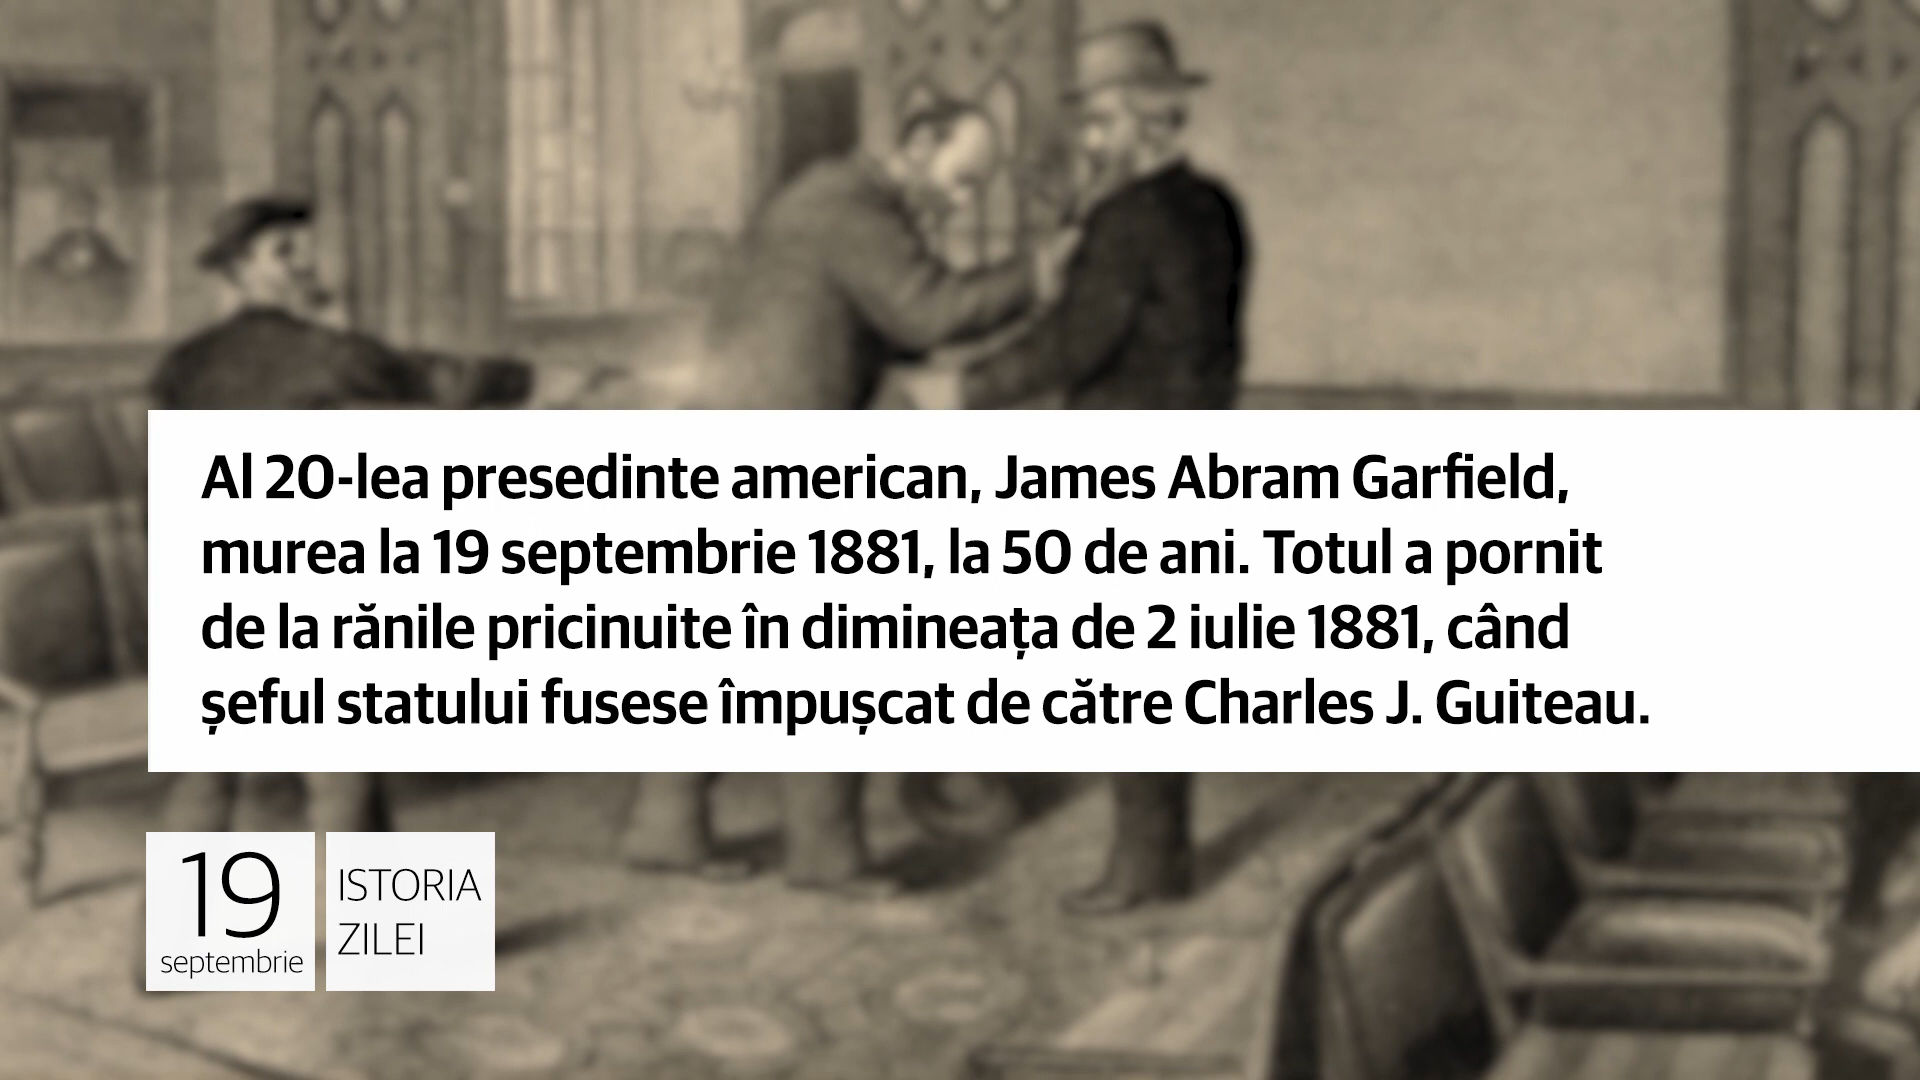 Al 20-lea presedinte american, James Abram Garfield,
murea la 19 septembrie 1881, la 50 de ani. Totul a pornit
de la rănile pricinuite în dimineața de 2 iulie 1881, când
șeful statului fusese împușcat de către Charles J. Guiteau.
19
septembrie
ISTORIA
ZILEI